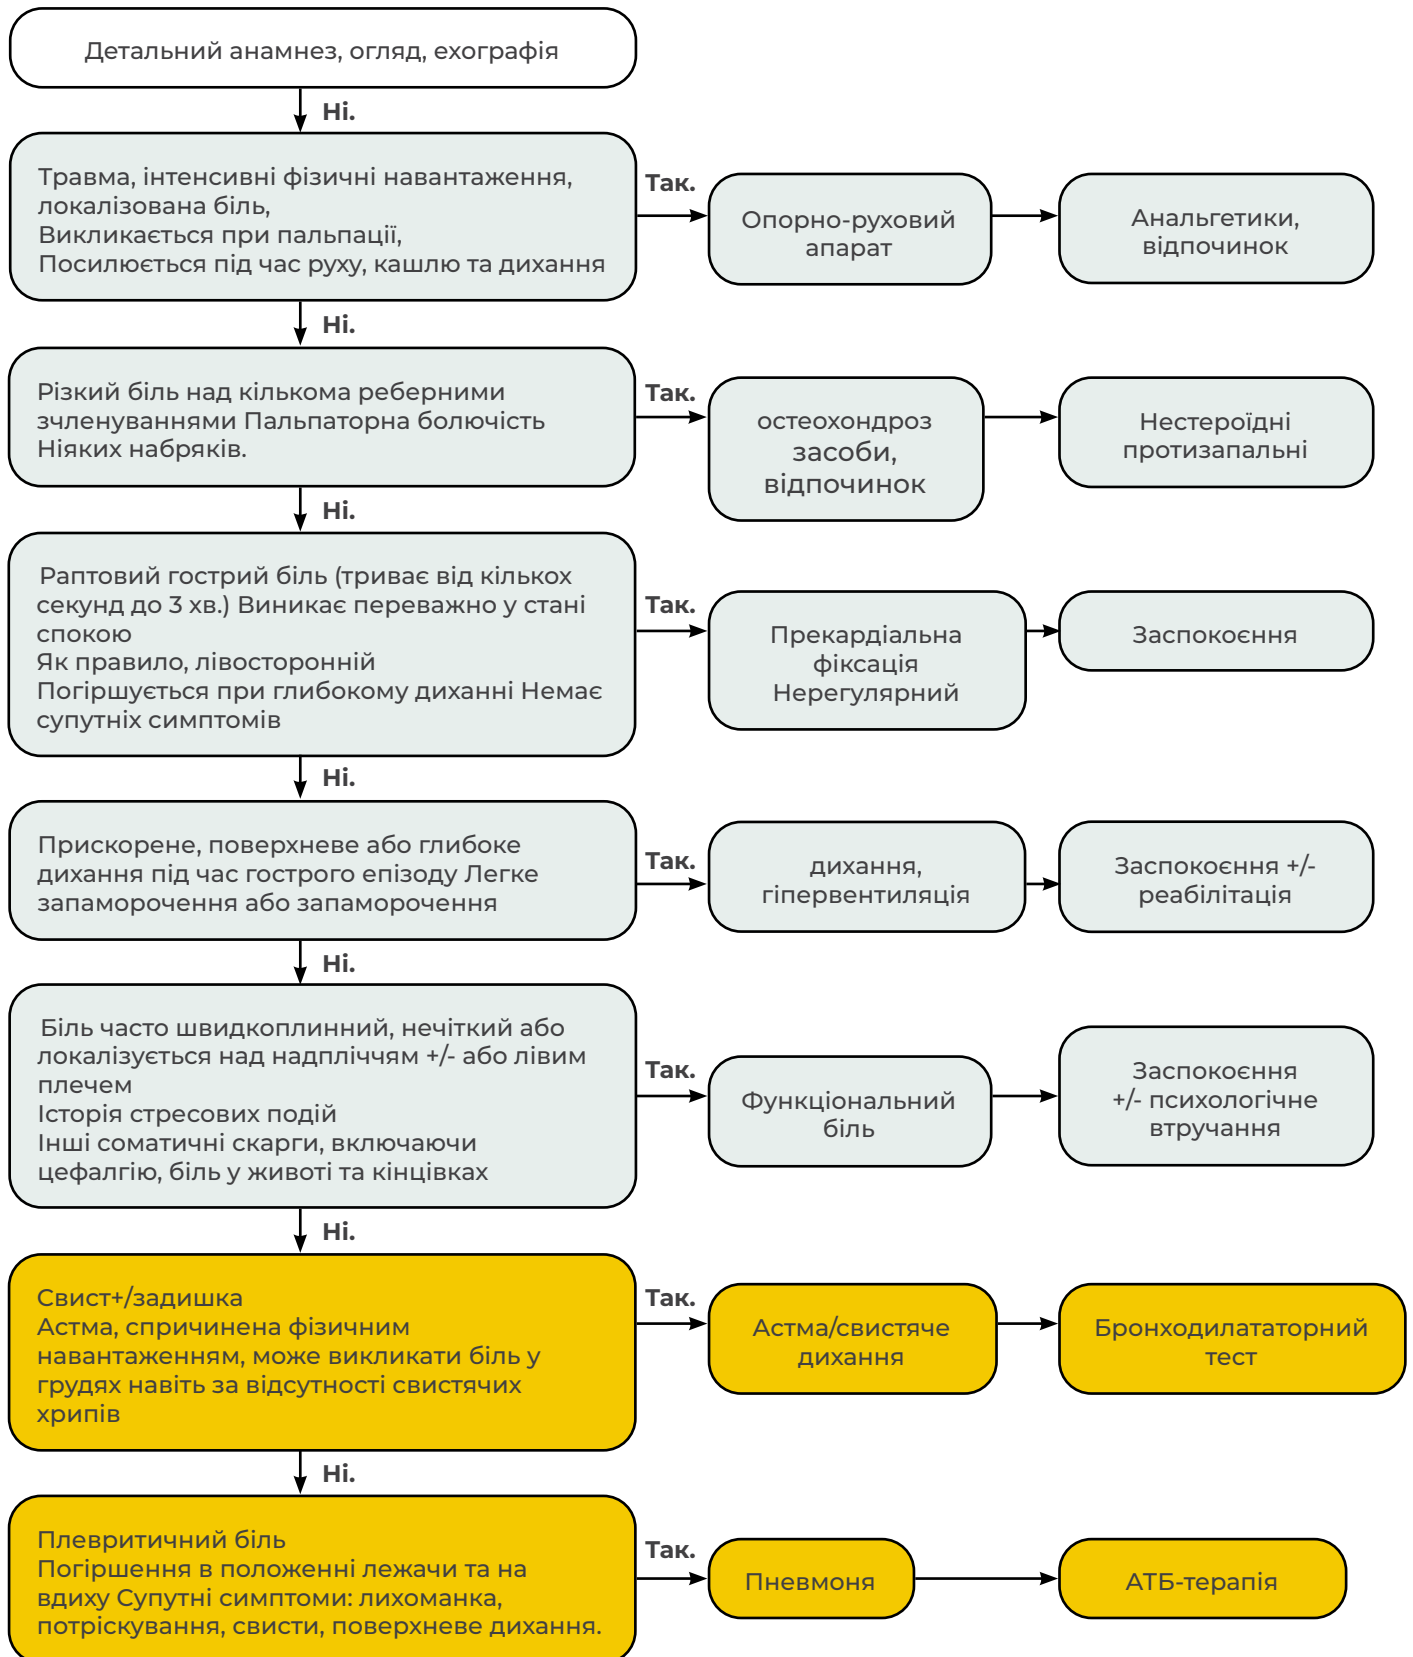 Детальний анамнез, огляд, ехографія
Ні.
Травма, інтенсивні фізичні навантаження,
локалізована біль,
Викликається при пальпації,
Посилюється під час руху, кашлю та дихання
Так.
Опорно-руховий
апарат
Анальгетики,
відпочинок
Ні.
Різкий біль над кількома реберними
зчленуваннями Пальпаторна болючість
Ніяких набряків.
Так.
остеохондроз
засоби,
відпочинок
Нестероїдні
протизапальні
Ні.
Раптовий гострий біль (триває від кількох
секунд до 3 хв.) Виникає переважно у стані
спокою
Як правило, лівосторонній
Погіршується при глибокому диханні Немає
супутніх симптомів
Так.
Прекардіальна
фіксація
Нерегулярний
Заспокоєння
Ні.
Прискорене, поверхневе або глибоке
дихання під час гострого епізоду Легке
запаморочення або запаморочення
Так.
дихання,
гіпервентиляція
Заспокоєння +/-
реабілітація
Ні.
Біль часто швидкоплинний, нечіткий або
локалізується над надпліччям +/- або лівим
плечем
Історія стресових подій
Інші соматичні скарги, включаючи
цефалгію, біль у животі та кінцівках
Так.
Функціональний
біль
Заспокоєння
+/- психологічне
втручання
Ні.
Свист+/задишка
Астма, спричинена фізичним
навантаженням, може викликати біль у
грудях навіть за відсутності свистячих
хрипів
Так.
Астма/свистяче
дихання
Бронходилататорний
тест
Ні.
Плевритичний біль
Погіршення в положенні лежачи та на
вдиху Супутні симптоми: лихоманка,
потріскування, свисти, поверхневе дихання.
Так.
Пневмоня
АТБ-терапія